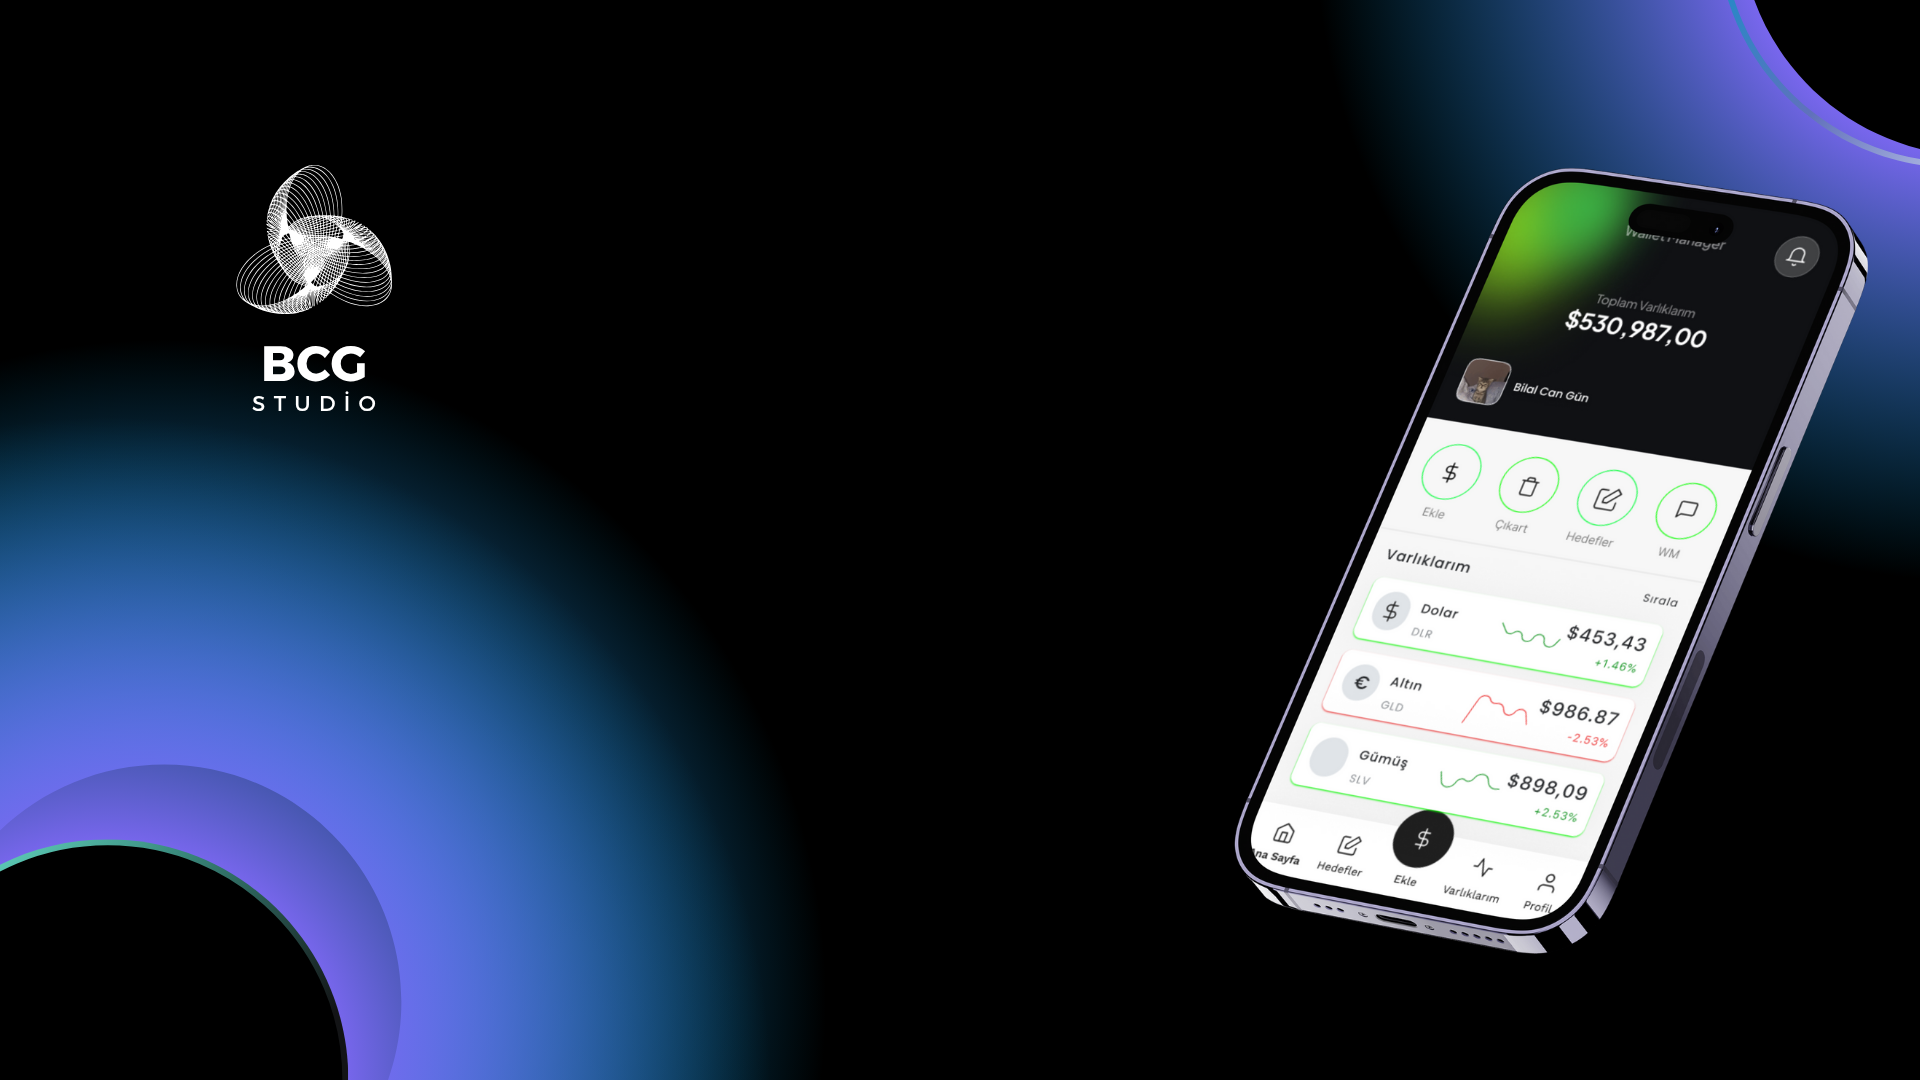 BCG
STUDİO
Wallet Manager
Toplam Varlıklarım
$530,987,00
Bilal Can Gün
Ekle
Çıkart
Hedefler
WM
Varlıklarım
Sırala
Dolar
DLR
$453,43
+1.46%
€
Altın
GLD
$986.87
-2.53%
Gümüş
SLV
$898,09
+2.53%
Ana Sayfa
Hedefler
Ekle
Varlıklarım
Profil